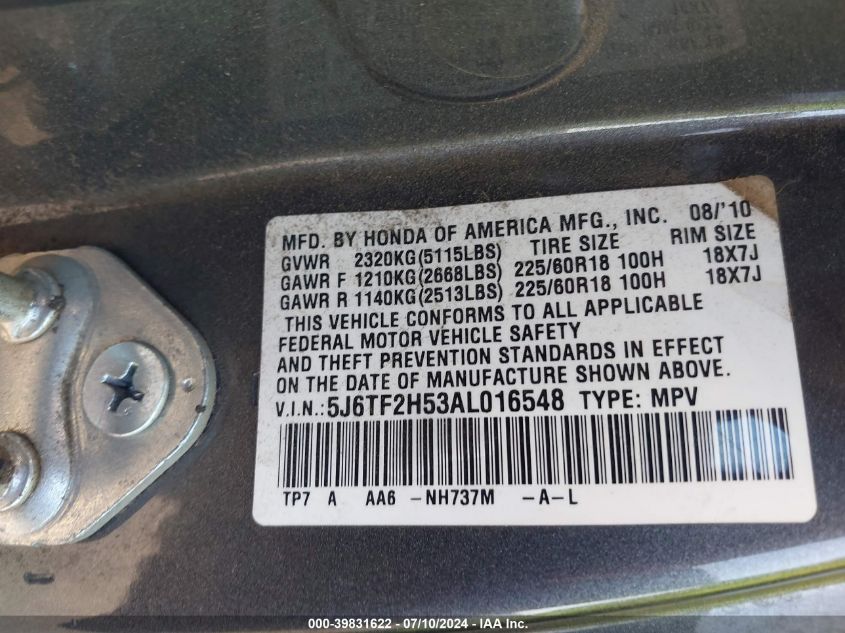 MFD. BY HONDA OF AMERICA MFG., INC. 08/'10
GVWR 2320KG(5115LBS) TIRE SIZE RIM SIZE
GAWR F 1210KG(2668LBS) 225/60R18 100H 18X7J
GAWR R 1140KG(2513LBS) 225/60R18 100H 18X7J
THIS VEHICLE CONFORMS TO ALL APPLICABLE
FEDERAL MOTOR VEHICLE SAFETY
AND THEFT PREVENTION STANDARDS IN EFFECT
ON THE DATE OF MANUFACTURE SHOWN ABOVE.
V.I.N.:5J6TF2H53AL016548 TYPE: MPV
TP7 A AA6 -NH737M -A-L
000-39831622 - 07/10/2024 - IAA Inc.